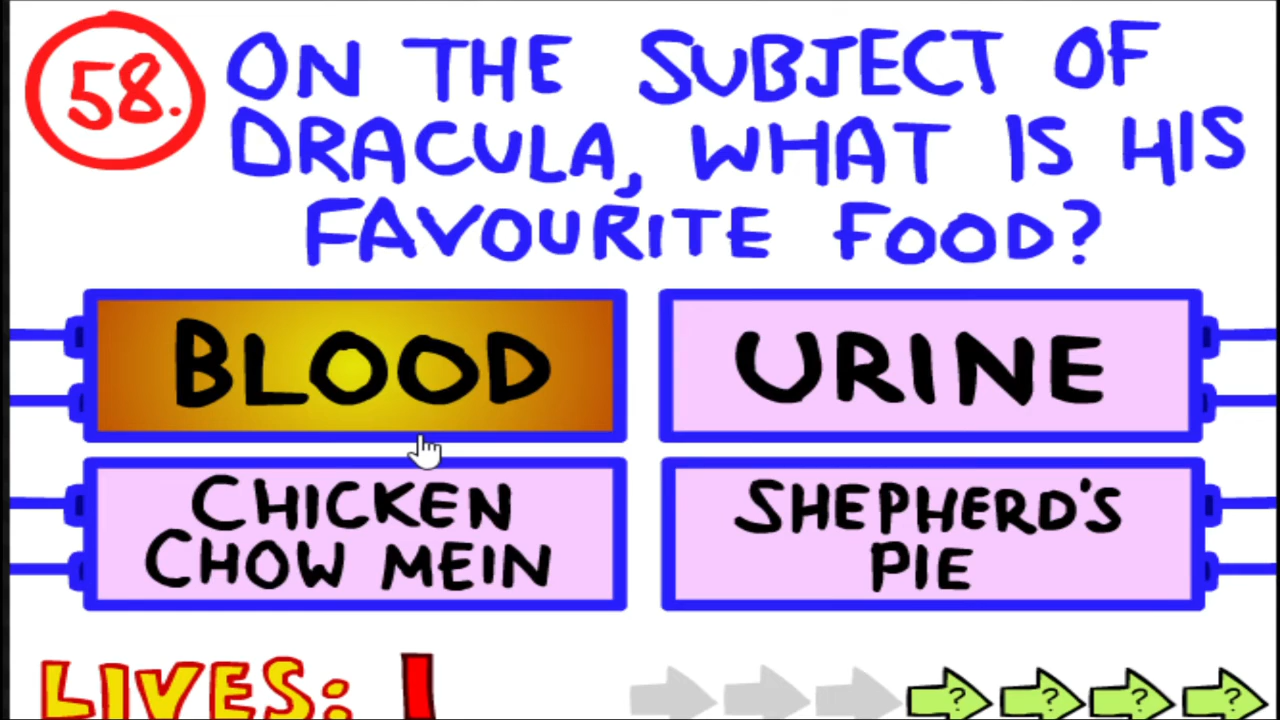 58.
ON THE SUBJECT OF
DRACULA, WHAT IS HIS
FAVOURITE FOOD?
BLOOD
URINE
CHICKEN
CHOW MEIN
SHEPHERD'S
PIE
LIVES: 1
? ? ? ?